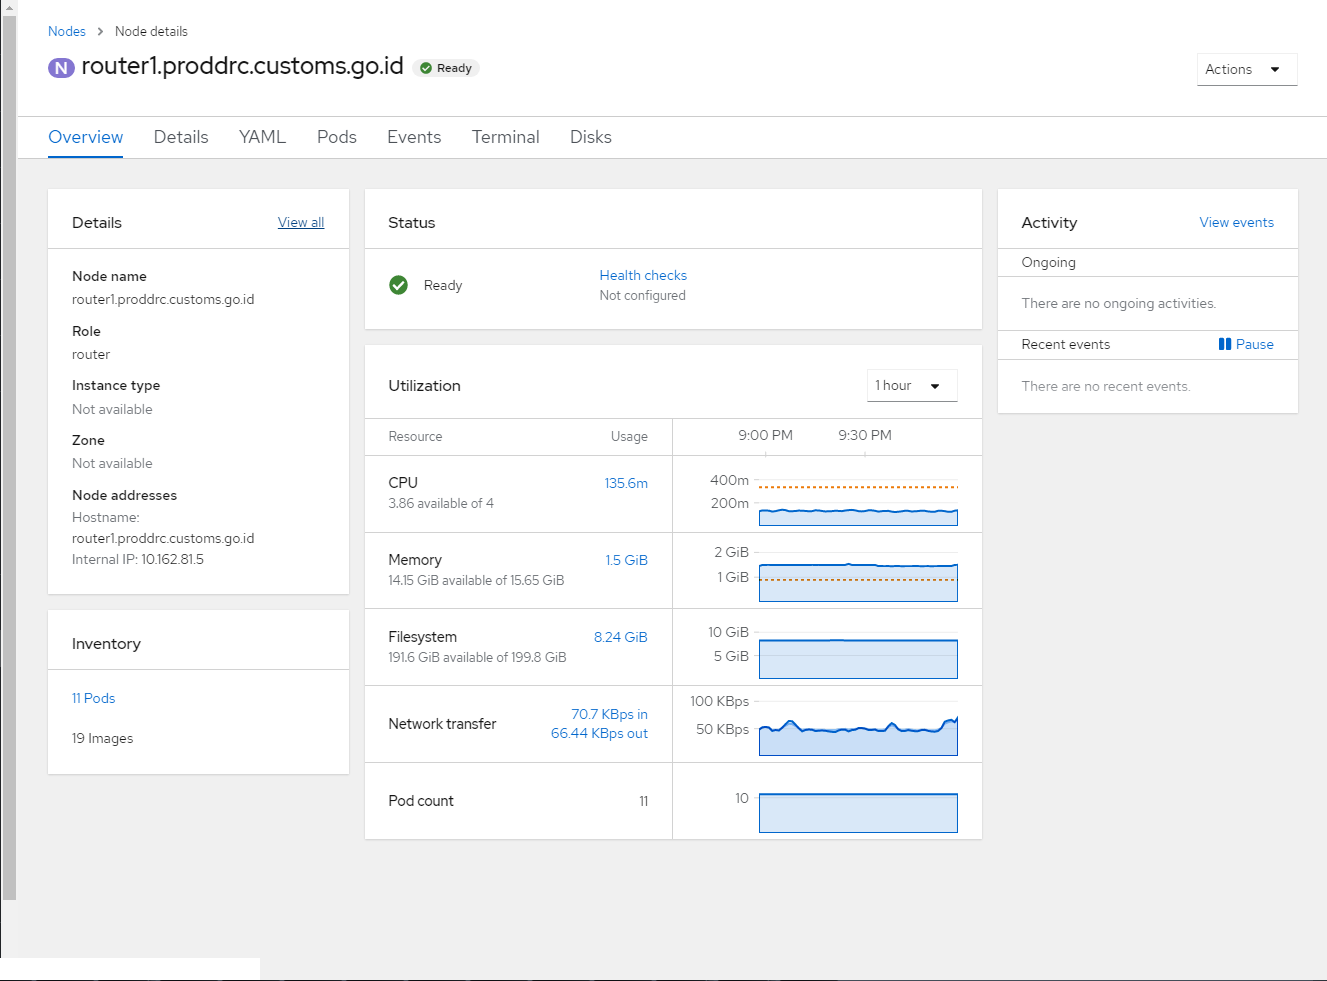 Nodes > Node details
N router1.proddrc.customs.go.id Ready
Actions
Overview Details YAML Pods Events Terminal Disks
Details View all
Node name
router1.proddrc.customs.go.id
Role
router
Instance type
Not available
Zone
Not available
Node addresses
Hostname:
router1.proddrc.customs.go.id
Internal IP: 10.162.81.5
Inventory
11 Pods
19 Images
Status
Ready
Health checks
Not configured
Utilization 1 hour
Resource Usage 9:00 PM 9:30 PM
CPU 135.6m
3.86 available of 4
400m
200m
Memory 1.5 GiB
14.15 GiB available of 15.65 GiB
2 GiB
1 GiB
Filesystem 8.24 GiB
191.6 GiB available of 199.8 GiB
10 GiB
5 GiB
Network transfer
70.7 KBps in
66.44 KBps out
100 KBps
50 KBps
Pod count 11
10
Activity View events
Ongoing
There are no ongoing activities.
Recent events Pause
There are no recent events.